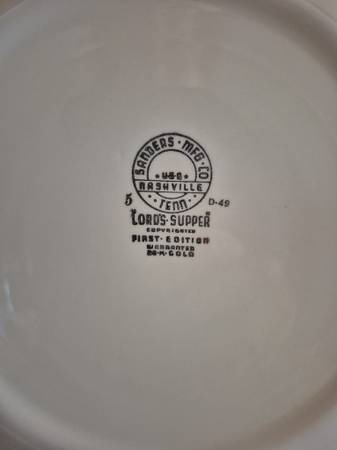 SANDERS · MFG · CO
U·S·A
NASHVILLE
· TENN ·
5
D-49
"LORD'S·SUPPER"
COPYRIGHTED
FIRST·EDITION
WARRANTED
22·K·GOLD